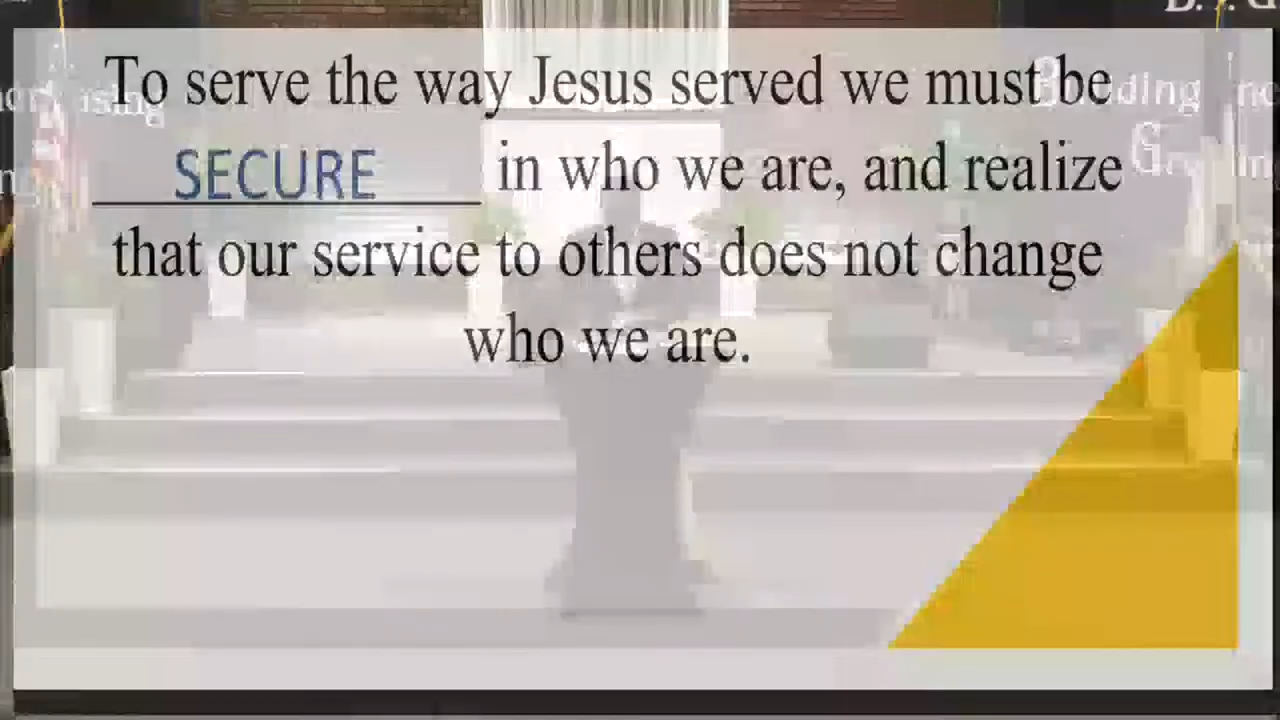 To serve the way Jesus served we must be
SECURE in who we are, and realize
that our service to others does not change
who we are.